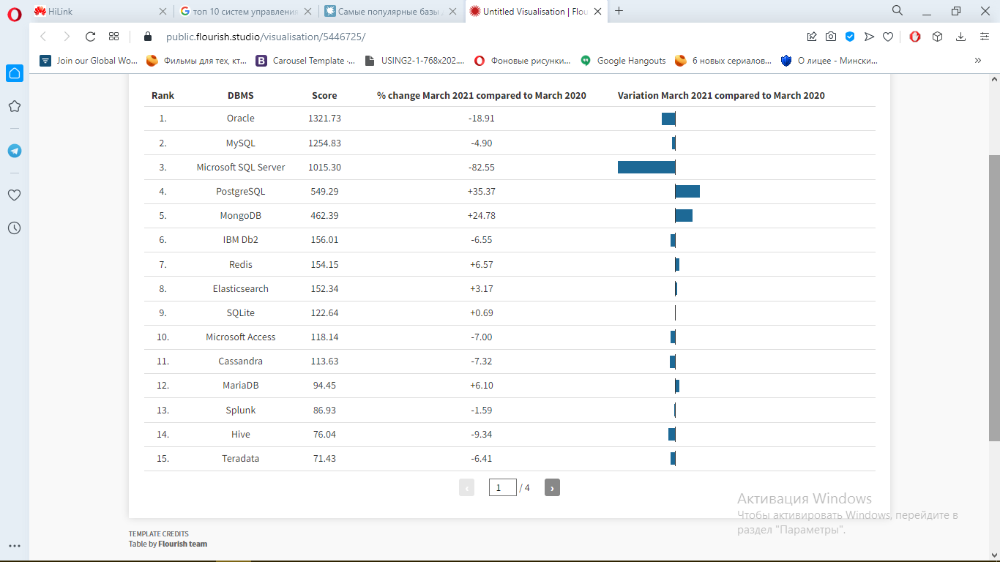 HiLink
топ 10 систем управления
Самые популярные базы
Untitled Visualisation | Flou
public.flourish.studio/visualisation/5446725/
Join our Global Wo...
Фильмы для тех, кт...
B
Carousel Template -...
USING2-1-768x202....
Фоновые рисунки...
Google Hangouts
6 новых сериалов...
О лицее - Мински...
»
Rank DBMS Score % change March 2021 compared to March 2020 Variation March 2021 compared to March 2020
1. Oracle 1321.73 -18.91
2. MySQL 1254.83 -4.90
3. Microsoft SQL Server 1015.30 -82.55
4. PostgreSQL 549.29 +35.37
5. MongoDB 462.39 +24.78
6. IBM Db2 156.01 -6.55
7. Redis 154.15 +6.57
8. Elasticsearch 152.34 +3.17
9. SQLite 122.64 +0.69
10. Microsoft Access 118.14 -7.00
11. Cassandra 113.63 -7.32
12. MariaDB 94.45 +6.10
13. Splunk 86.93 -1.59
14. Hive 76.04 -9.34
15. Teradata 71.43 -6.41
‹ 1 / 4 ›
Активация Windows
Чтобы активировать Windows, перейдите в
раздел "Параметры".
TEMPLATE CREDITS
Table by Flourish team